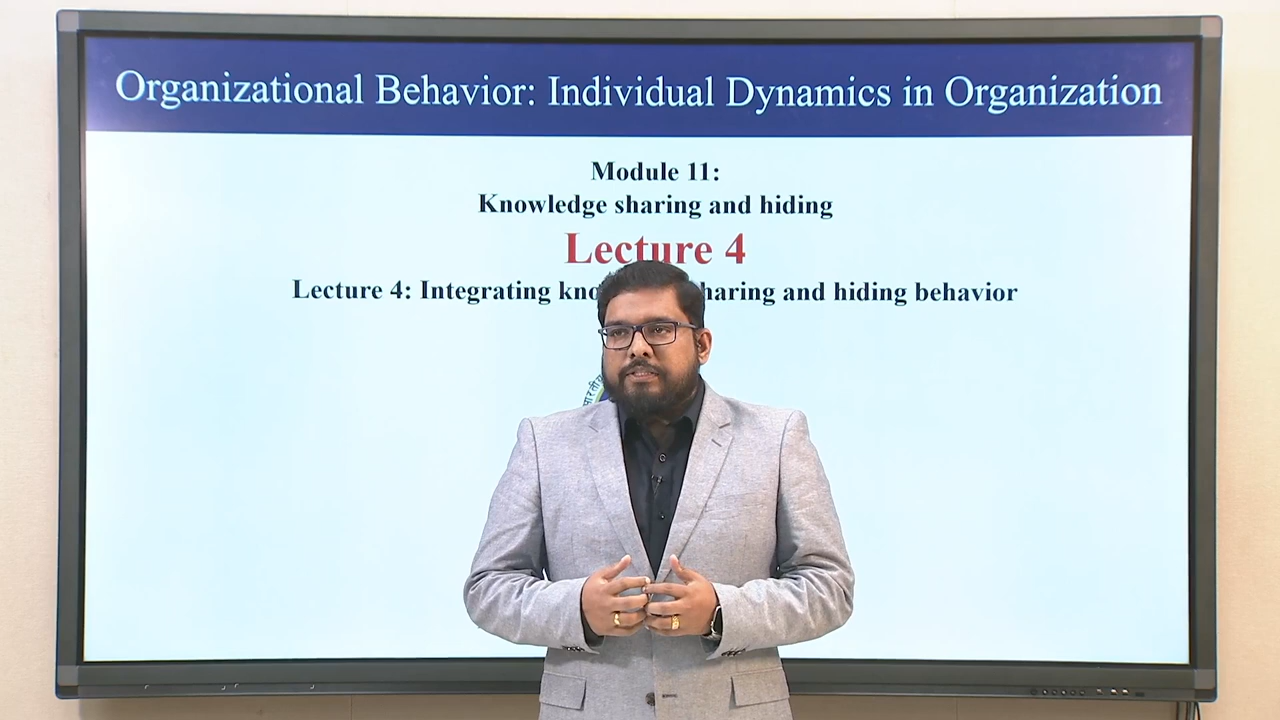 Organizational Behavior: Individual Dynamics in Organization
Module 11:
Knowledge sharing and hiding
Lecture 4
Lecture 4: Integrating haring and hiding behavior